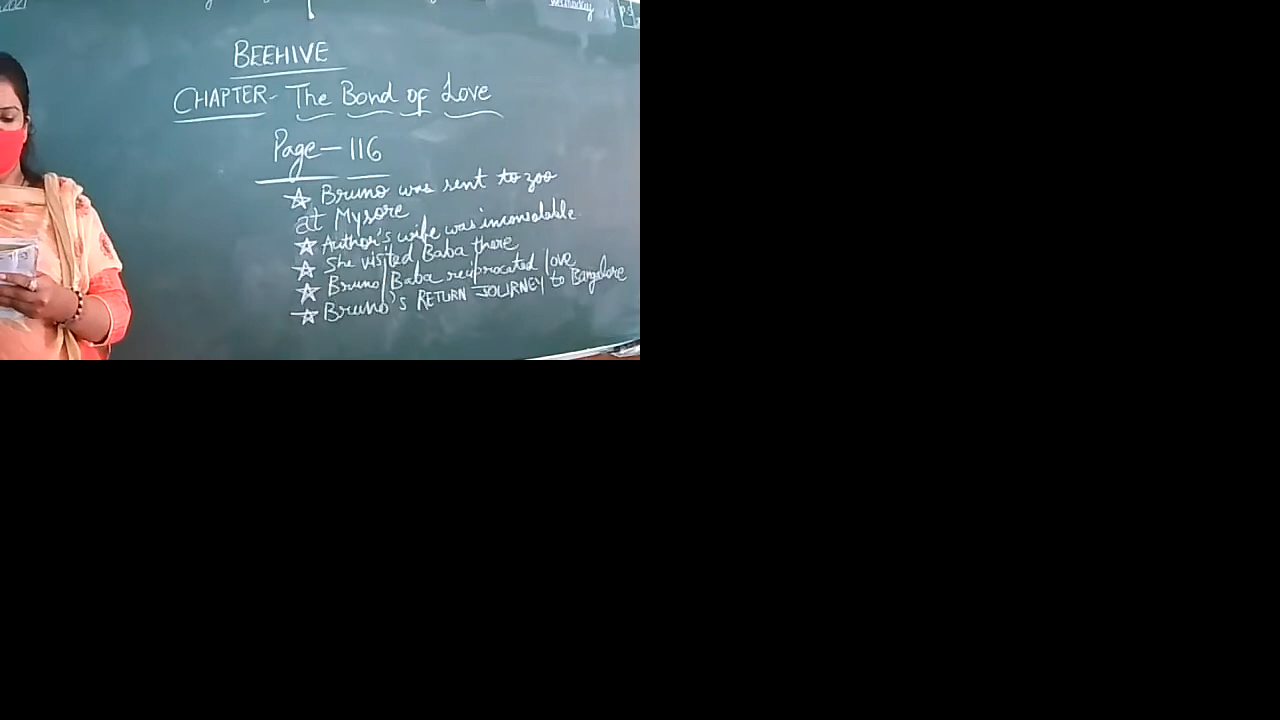 Wednesday
BEEHIVE
CHAPTER- The Bond of Love
Page- 116
☆ Bruno was sent to zoo
at Mysore
☆ Author's wife was inconsolable.
☆ She visited Baba there
☆ Bruno/Baba reciprocated love
☆ Bruno's RETURN JOURNEY to Bangalore